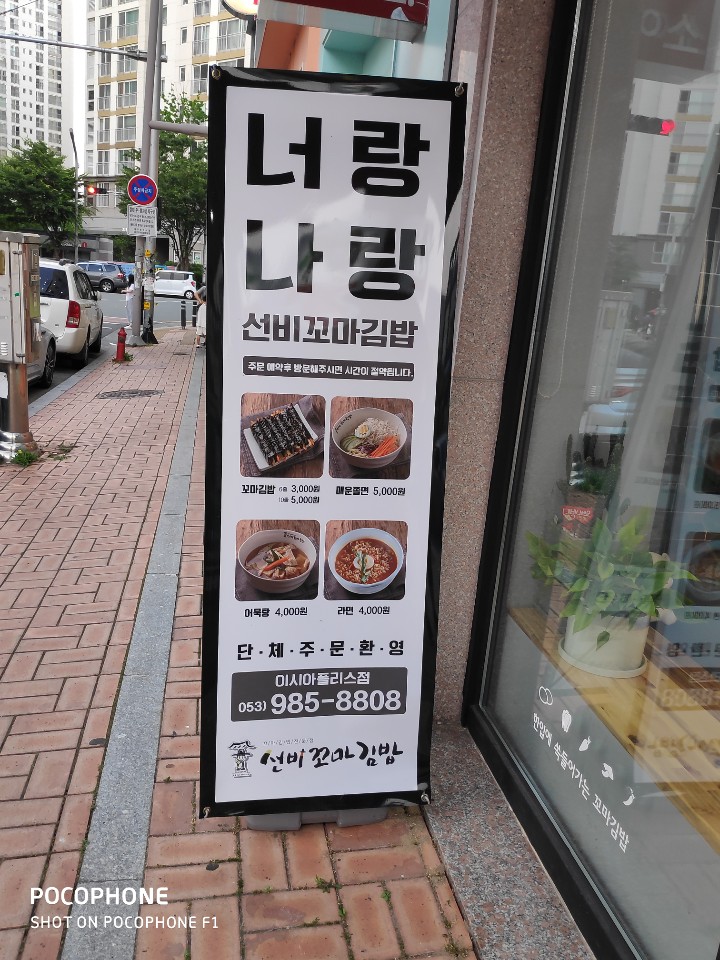 너랑
나랑
선비꼬마김밥
주문 예약후 방문해주시면 시간이 절약됩니다.
꼬마김밥 6줄 3,000원
10줄 5,000원
매운쫄면 5,000원
어묵탕 4,000원
라면 4,000원
단·체·주·문·환·영
이시아폴리스점
053) 985-8808
선비꼬마김밥
한입에 쏙들어가는 꼬마김밥
POCOPHONE
SHOT ON POCOPHONE F1